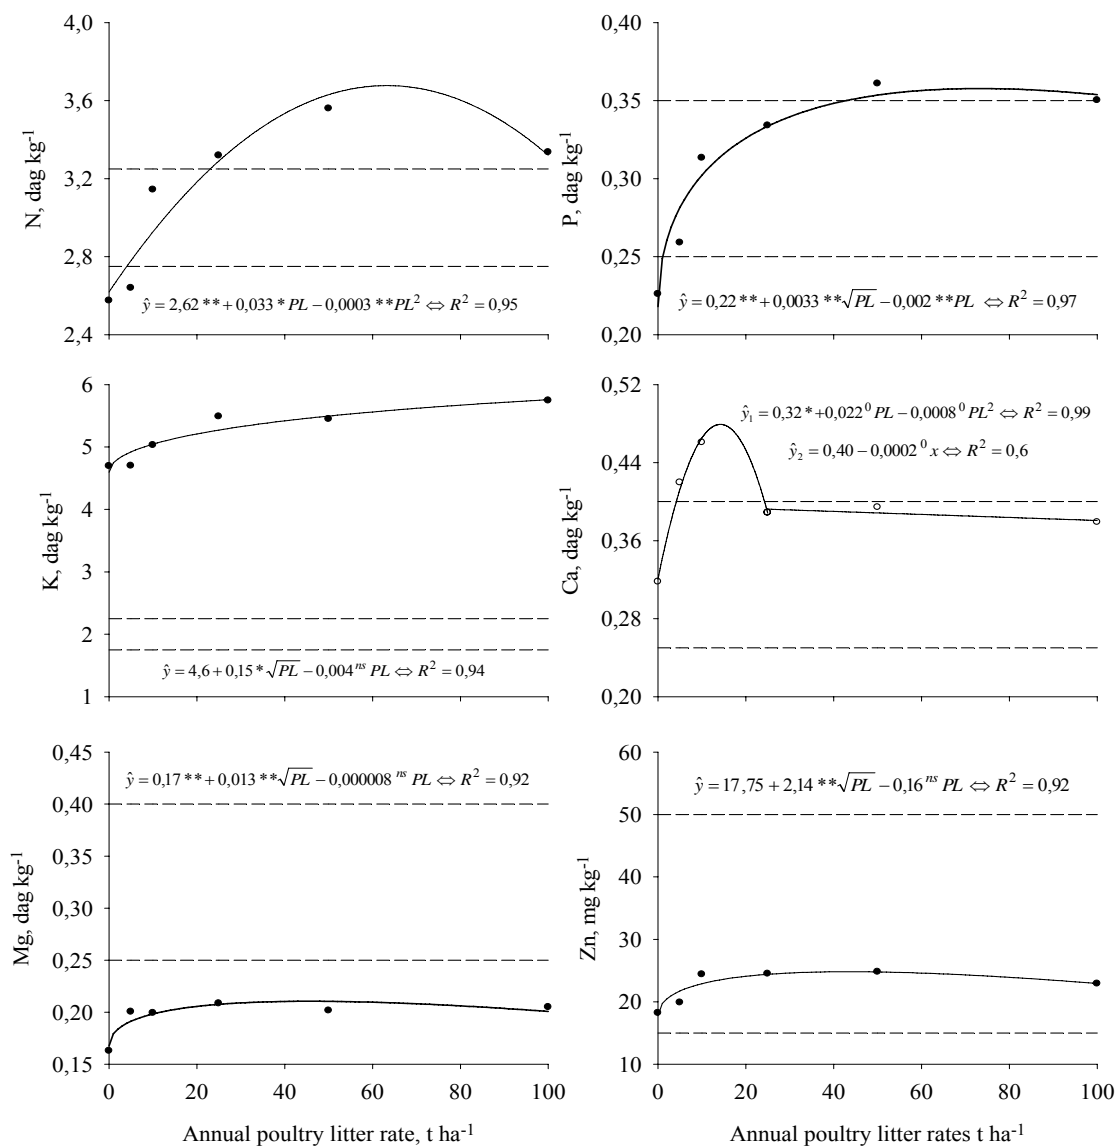 4,0
3,6
3,2
2,8
2,4
N, dag kg-1
ŷ = 2,62 ** + 0,033 * PL − 0,0003 ** PL² ⇔ R² = 0,95
0,40
0,35
0,30
0,25
0,20
P, dag kg-1
ŷ = 0,22 ** + 0,0033 ** √PL − 0,002 ** PL ⇔ R² = 0,97
6
5
4
3
2
1
K, dag kg-1
ŷ = 4,6 + 0,15 * √PL − 0,004 ns PL ⇔ R² = 0,94
0,52
0,44
0,36
0,28
0,20
Ca, dag kg-1
ŷ₁ = 0,32 * + 0,022 ⁰ PL − 0,0008 ⁰ PL² ⇔ R² = 0,99
ŷ₂ = 0,40 − 0,0002 ⁰ x ⇔ R² = 0,6
0,45
0,40
0,35
0,30
0,25
0,20
0,15
Mg, dag kg-1
ŷ = 0,17 ** + 0,013 ** √PL − 0,000008 ns PL ⇔ R² = 0,92
0 20 40 60 80 100
Annual poultry litter rate, t ha-1
60
50
40
30
20
10
Zn, mg kg-1
ŷ = 17,75 + 2,14 ** √PL − 0,16 ns PL ⇔ R² = 0,92
0 20 40 60 80 100
Annual poultry litter rates t ha-1